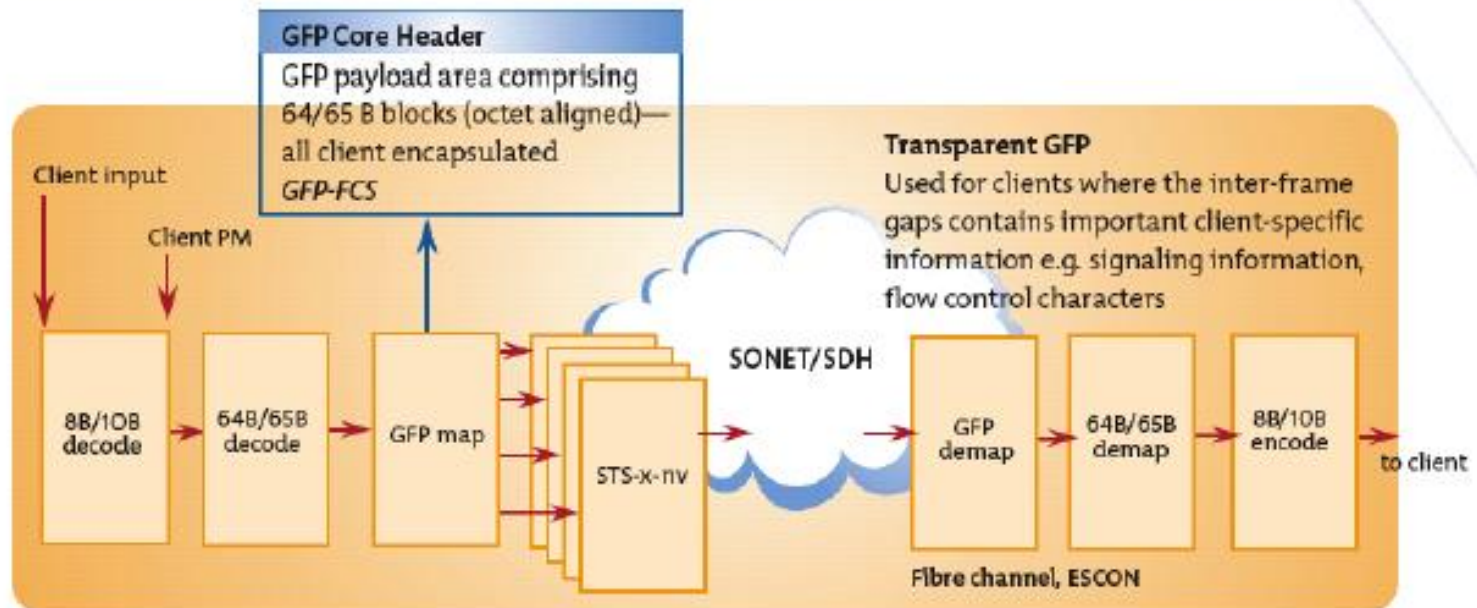 GFP Core Header
GFP payload area comprising
64/65 B blocks (octet aligned)—
all client encapsulated
GFP-FCS
Transparent GFP
Used for clients where the inter-frame
gaps contains important client-specific
information e.g. signaling information,
flow control characters
Client input
Client PM
8B/10B
decode
64B/65B
decode
GFP map
STS-x-nv
SONET/SDH
GFP
demap
64B/65B
demap
8B/10B
encode
to client
Fibre channel, ESCON